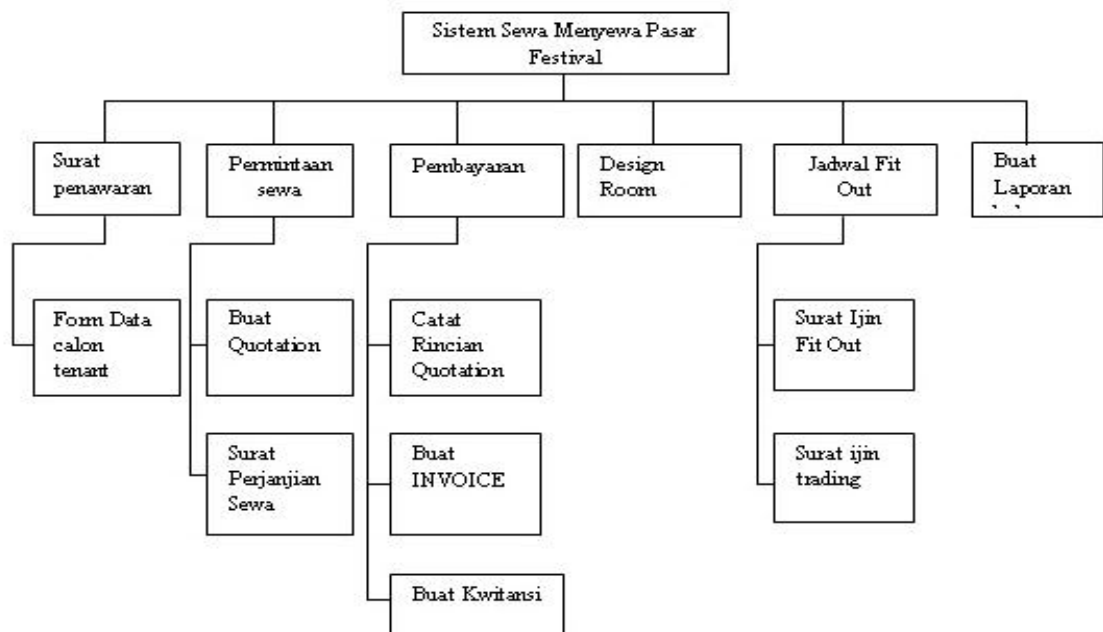 Sistem Sewa Menyewa Pasar
Festival
Surat
penawaran
Permintaan
sewa
Pembayaran
Design
Room
Jadwal Fit
Out
Buat
Laporan
Form Data
calon
tenant
Buat
Quotation
Catat
Rincian
Quotation
Surat Ijin
Fit Out
Surat
Perjanjian
Sewa
Buat
INVOICE
Surat ijin
trading
Buat Kwitansi